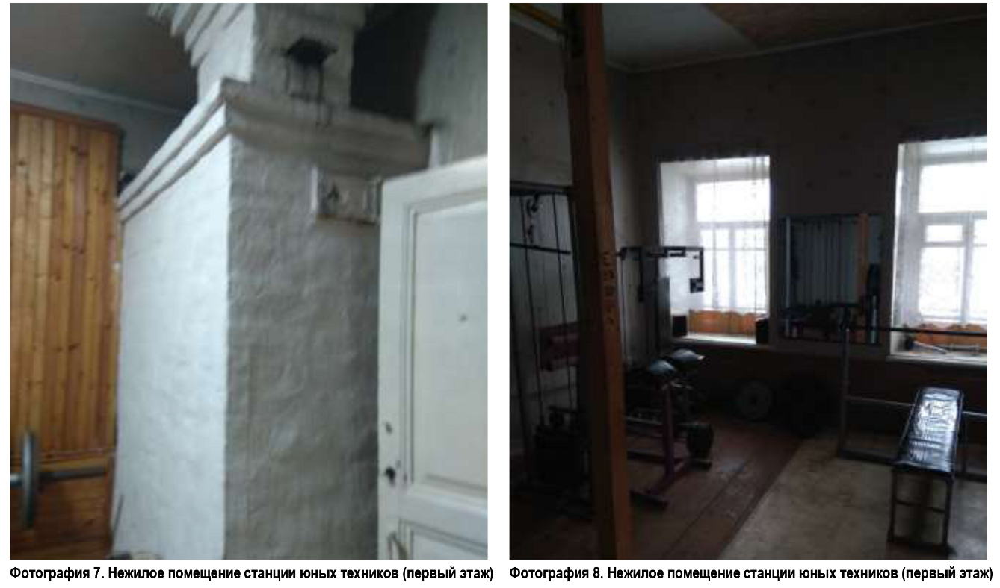 Фотография 7. Нежилое помещение станции юных техников (первый этаж)
Фотография 8. Нежилое помещение станции юных техников (первый этаж)